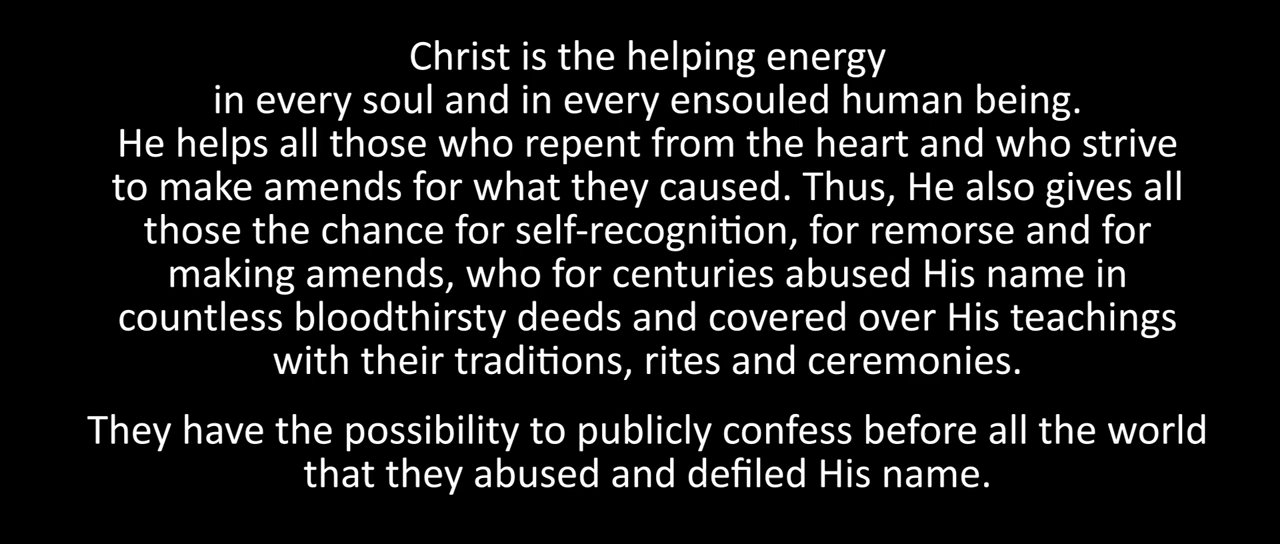 Christ is the helping energy
in every soul and in every ensouled human being.
He helps all those who repent from the heart and who strive
to make amends for what they caused. Thus, He also gives all
those the chance for self-recognition, for remorse and for
making amends, who for centuries abused His name in
countless bloodthirsty deeds and covered over His teachings
with their traditions, rites and ceremonies.
They have the possibility to publicly confess before all the world
that they abused and defiled His name.